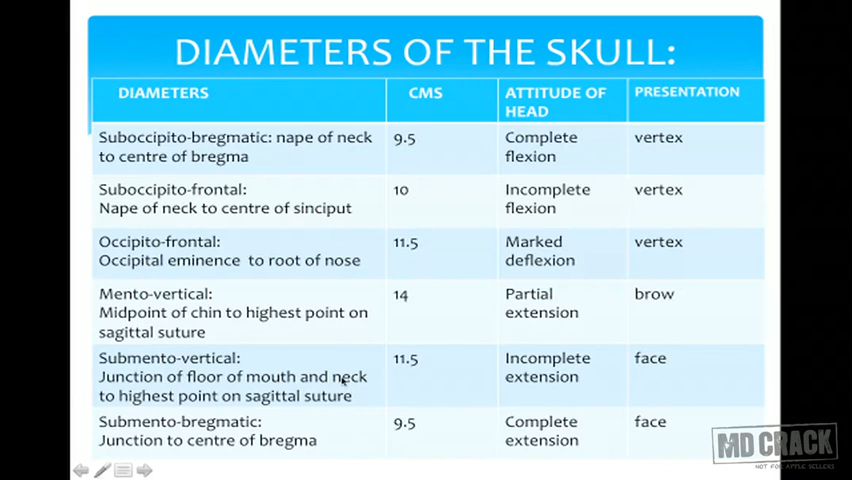 DIAMETERS OF THE SKULL:
DIAMETERS CMS ATTITUDE OF HEAD PRESENTATION
Suboccipito-bregmatic: nape of neck to centre of bregma 9.5 Complete flexion vertex
Suboccipito-frontal: Nape of neck to centre of sinciput 10 Incomplete flexion vertex
Occipito-frontal: Occipital eminence to root of nose 11.5 Marked deflexion vertex
Mento-vertical: Midpoint of chin to highest point on sagittal suture 14 Partial extension brow
Submento-vertical: Junction of floor of mouth and neck to highest point on sagittal suture 11.5 Incomplete extension face
Submento-bregmatic: Junction to centre of bregma 9.5 Complete extension face
MD CRACK
NOT FOR APPLE SELLERS